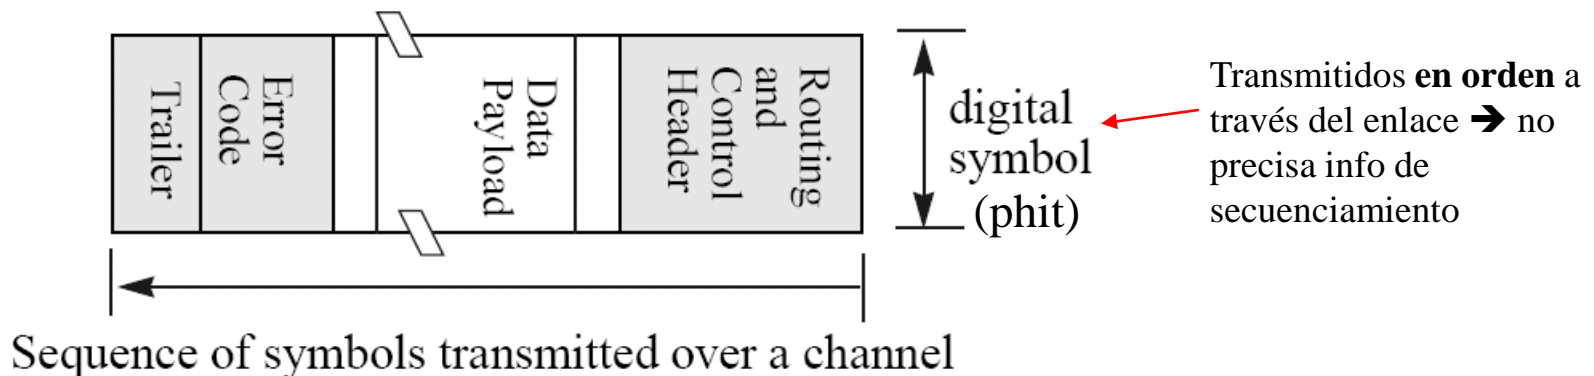 Trailer
Error
Code
Data
Payload
Routing
and
Control
Header
digital
symbol
(phit)
Transmitidos en orden a
través del enlace ➔ no
precisa info de
secuenciamiento
Sequence of symbols transmitted over a channel